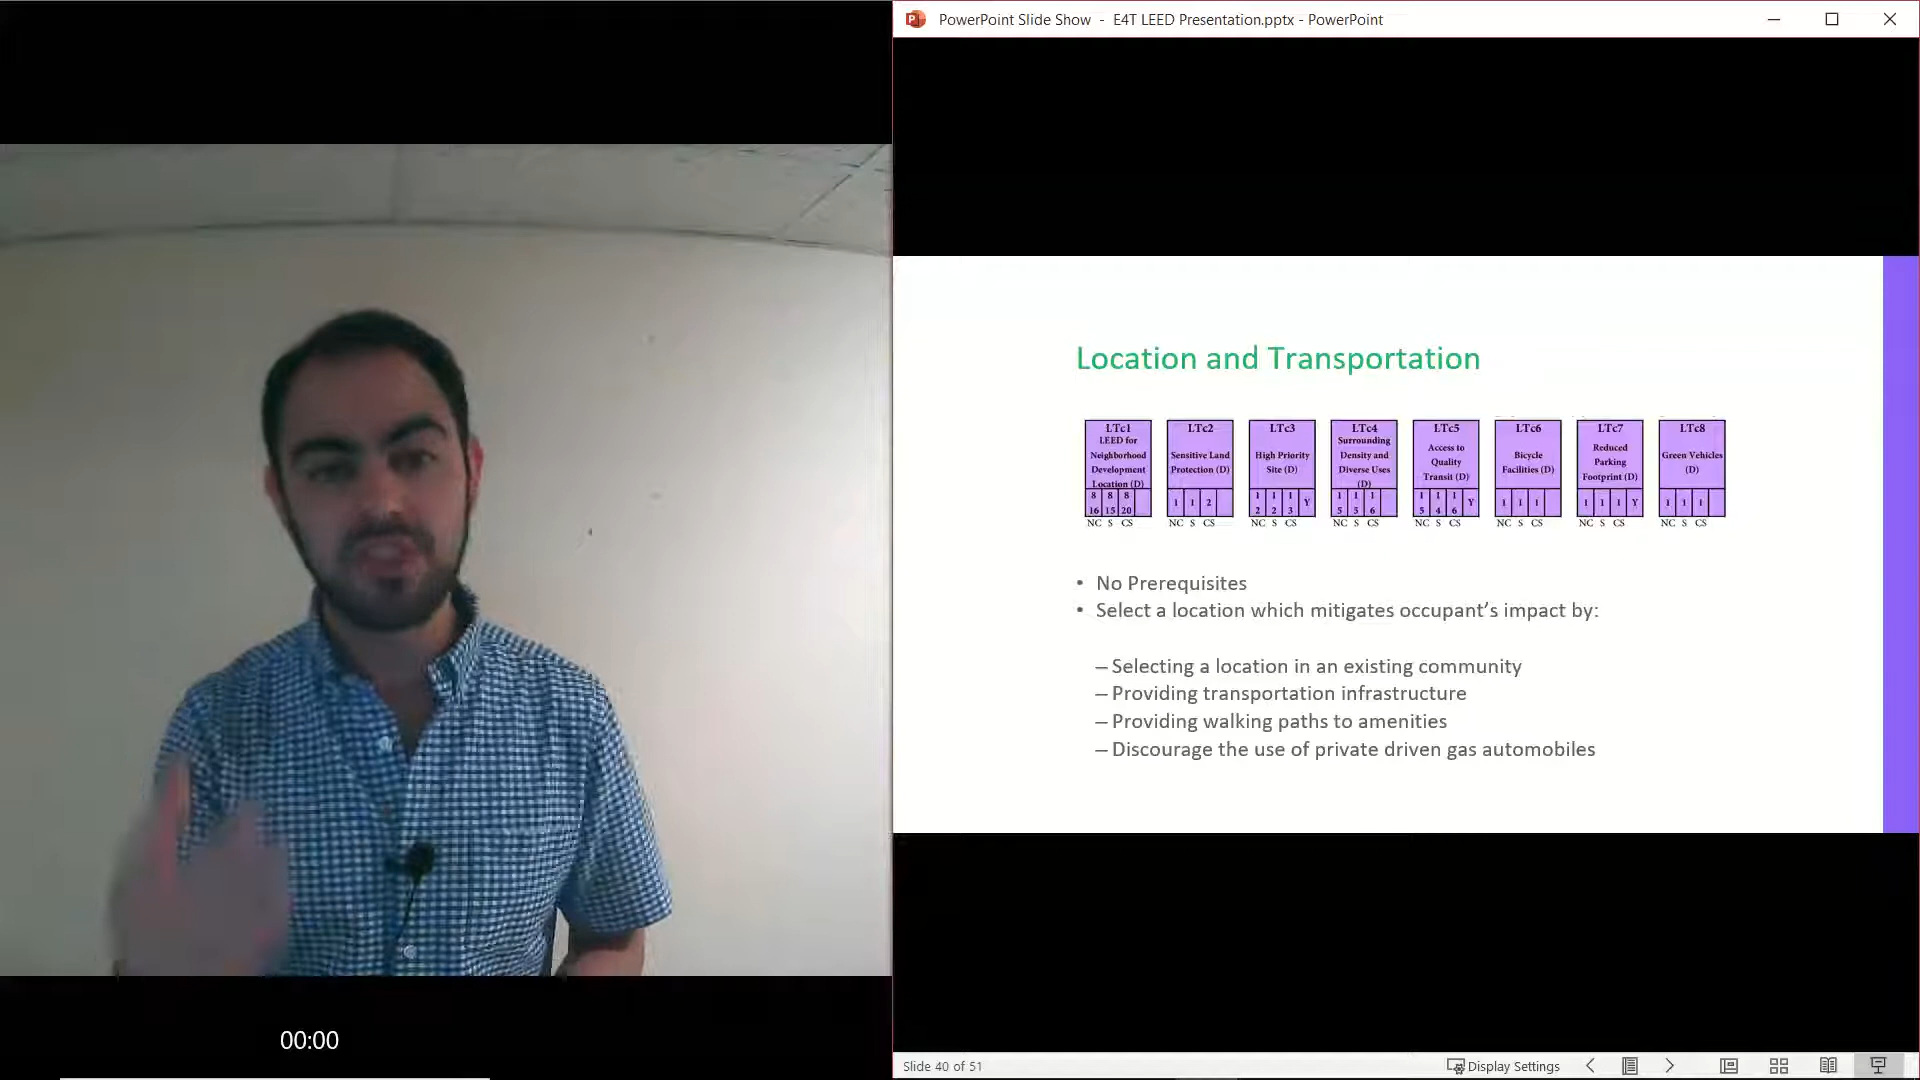 PowerPoint Slide Show - E4T LEED Presentation.pptx - PowerPoint
Location and Transportation
LTc1
LEED for
Neighborhood
Development
Location (D)
8 8 8
16 15 20
NC S CS
LTc2
Sensitive Land
Protection (D)
1 1 2
NC S CS
LTc3
High Priority
Site (D)
1 1 1 Y
2 2 3
NC S CS
LTc4
Surrounding
Density and
Diverse Uses
(D)
1 1 1
5 5 6
NC S CS
LTc5
Access to
Quality
Transit (D)
1 1 1 Y
5 4 6
NC S CS
LTc6
Bicycle
Facilities (D)
1 1 1
NC S CS
LTc7
Reduced
Parking
Footprint (D)
1 1 1 Y
NC S CS
LTc8
Green Vehicles
(D)
1 1 1
NC S CS
• No Prerequisites
• Select a location which mitigates occupant’s impact by:
– Selecting a location in an existing community
– Providing transportation infrastructure
– Providing walking paths to amenities
– Discourage the use of private driven gas automobiles
00:00
Slide 40 of 51
Display Settings